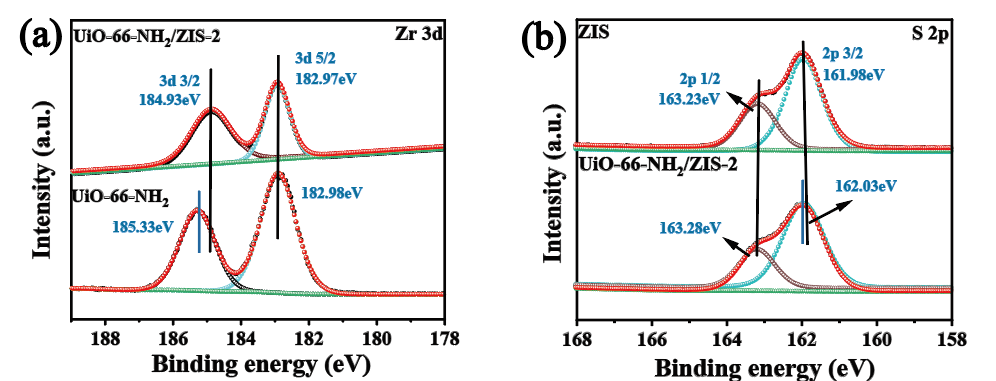 (a)
UiO-66-NH₂/ZIS-2
Zr 3d
3d 3/2
184.93eV
3d 5/2
182.97eV
UiO-66-NH₂
185.33eV
182.98eV
Intensity (a.u.)
188 186 184 182 180 178
Binding energy (eV)
(b)
ZIS
S 2p
2p 1/2
163.23eV
2p 3/2
161.98eV
UiO-66-NH₂/ZIS-2
163.28eV
162.03eV
Intensity (a.u.)
168 166 164 162 160 158
Binding energy (eV)